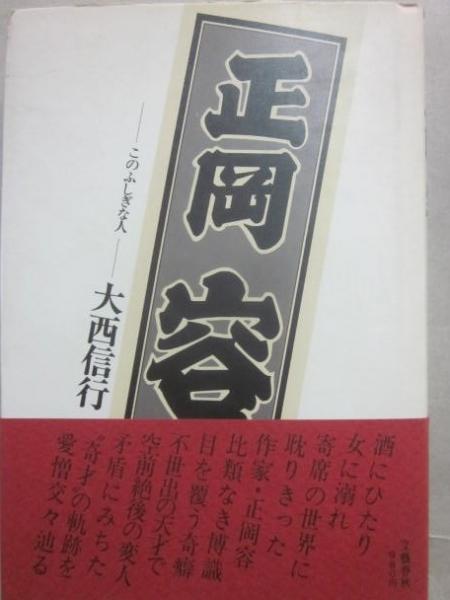 正岡容
——このふしぎな人——
大西信行
酒にひたり
女に溺れ
寄席の世界に
耽りきった
作家・正岡容
比類なき博識
目を覆う奇癖
不世出の天才で
空前絶後の変人
矛盾にみちた
“奇才”の軌跡を
愛憎交々辿る
文藝春秋